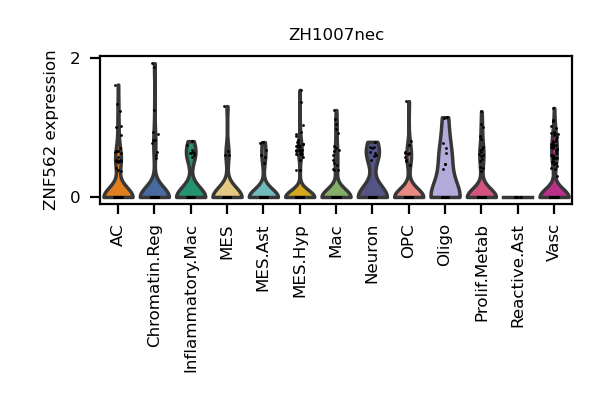 ZH1007nec
ZNF562 expression
2
0
AC
Chromatin.Reg
Inflammatory.Mac
MES
MES.Ast
MES.Hyp
Mac
Neuron
OPC
Oligo
Prolif.Metab
Reactive.Ast
Vasc